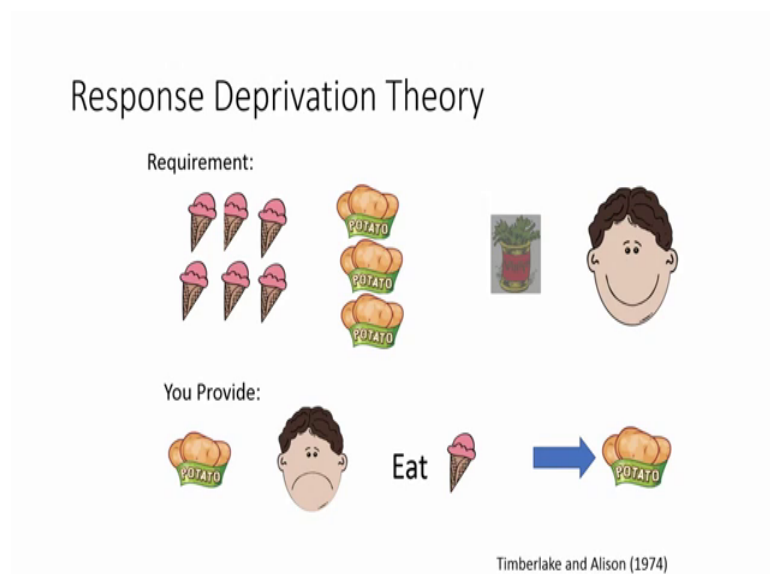 Response Deprivation Theory
Requirement:
POTATO
POTATO
POTATO
You Provide:
POTATO
Eat
POTATO
Timberlake and Alison (1974)